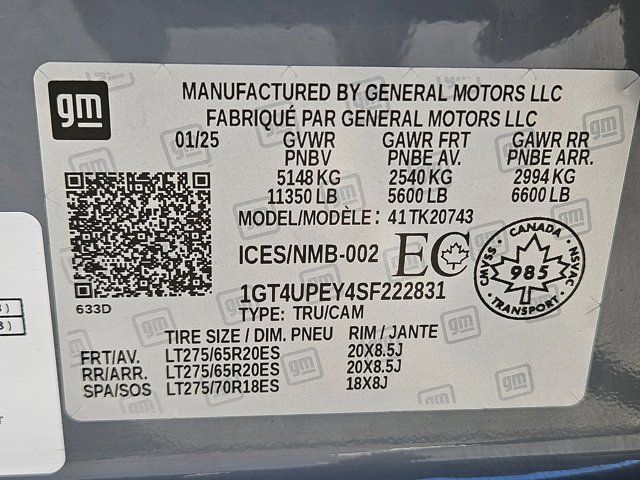 gm
MANUFACTURED BY GENERAL MOTORS LLC
FABRIQUÉ PAR GENERAL MOTORS LLC
01/25 GVWR GAWR FRT GAWR RR
PNBV PNBE AV. PNBE ARR.
5148 KG 2540 KG 2994 KG
11350 LB 5600 LB 6600 LB
MODEL/MODÈLE: 41TK20743
ICES/NMB-002 EC
CANADA
CMVSS 985 NSVAC
TRANSPORT
1GT4UPEY4SF222831
633D
TYPE: TRU/CAM
TIRE SIZE / DIM. PNEU RIM / JANTE
FRT/AV. LT275/65R20ES 20X8.5J
RR/ARR. LT275/65R20ES 20X8.5J
SPA/SOS LT275/70R18ES 18X8J